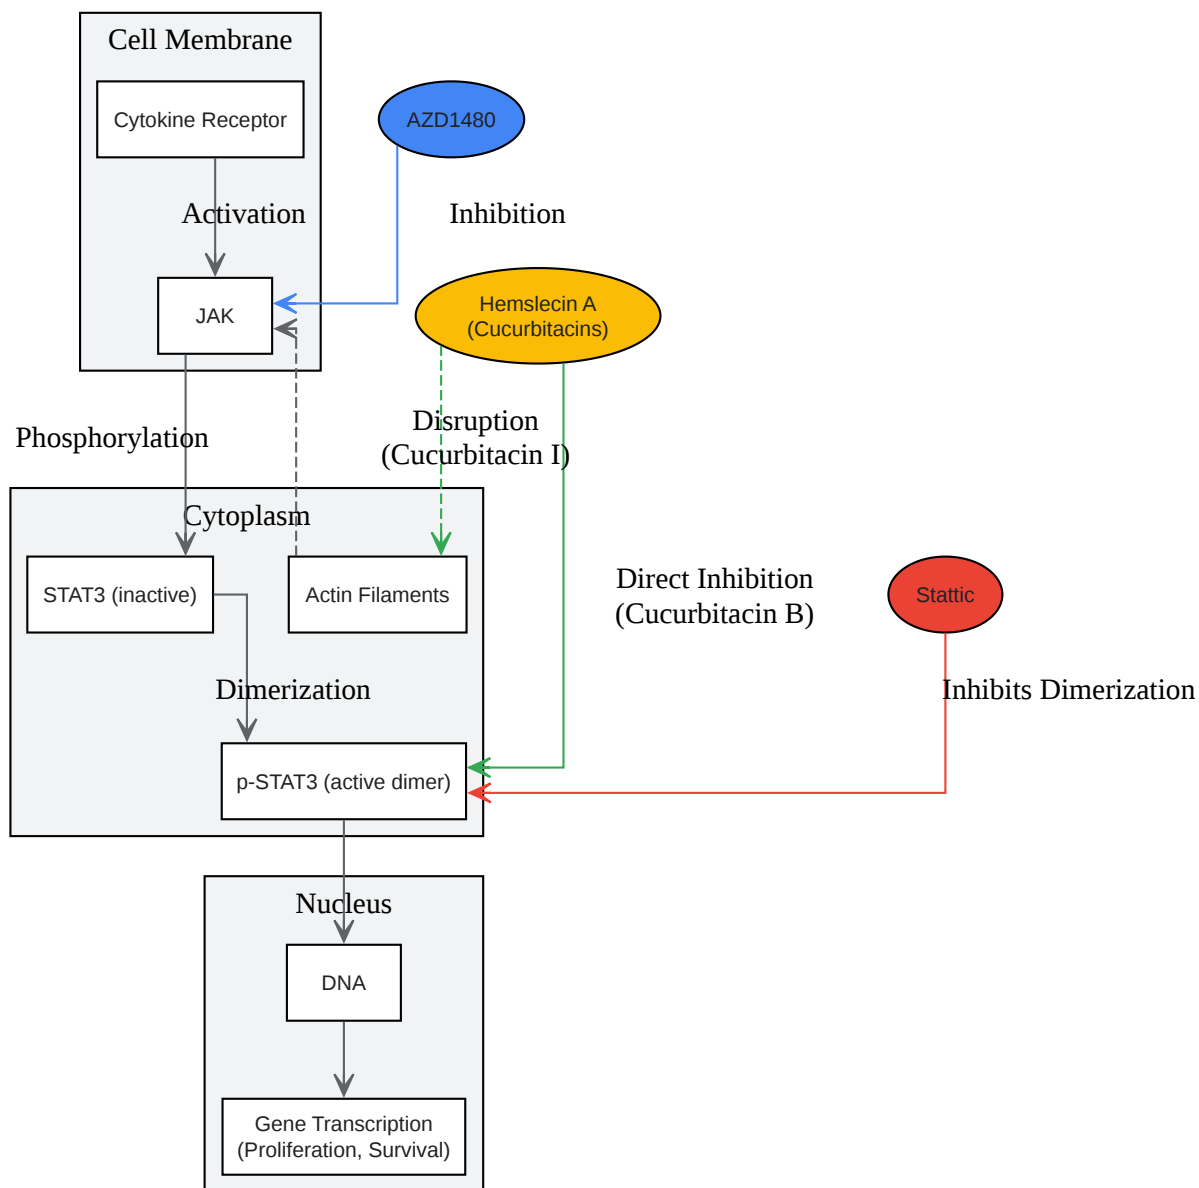 Cell Membrane
Cytokine Receptor
AZD1480
Activation
Inhibition
JAK
Hemslecin A
(Cucurbitacins)
Phosphorylation
Disruption
(Cucurbitacin I)
Cytoplasm
STAT3 (inactive)
Actin Filaments
Direct Inhibition
(Cucurbitacin B)
Stattic
Dimerization
Inhibits Dimerization
p-STAT3 (active dimer)
Nucleus
DNA
Gene Transcription
(Proliferation, Survival)